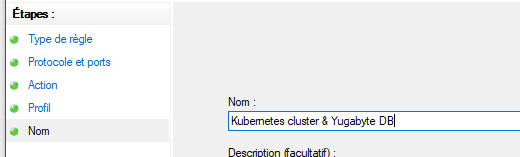 Étapes :
Type de règle
Protocole et ports
Action
Profil
Nom
Nom :
Kubernetes cluster & Yugabyte DB
Description (facultatif) :